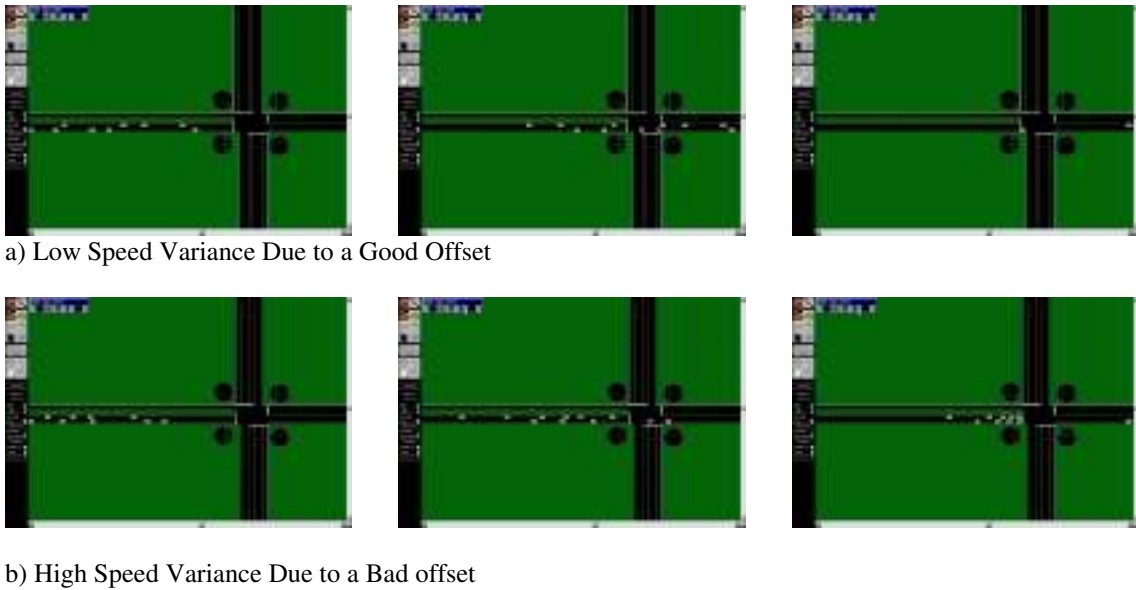 a) Low Speed Variance Due to a Good Offset
b) High Speed Variance Due to a Bad offset